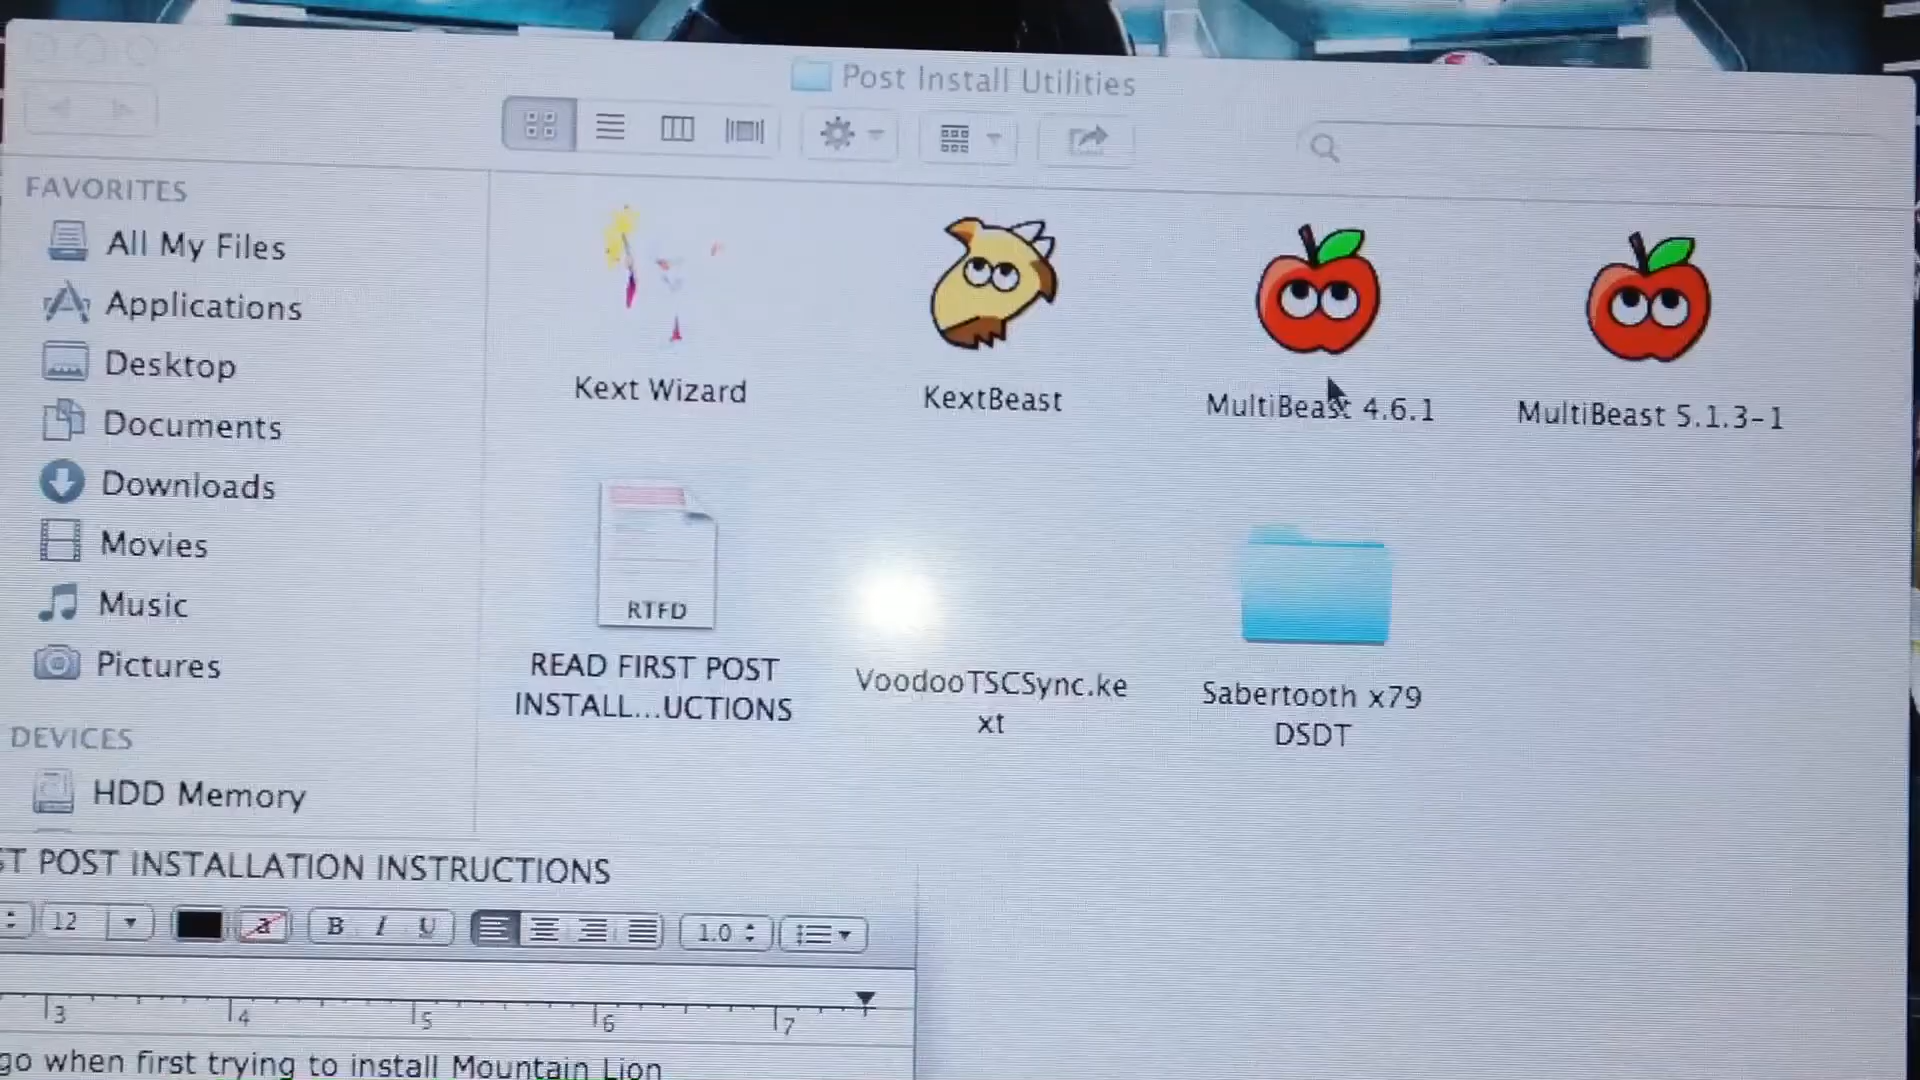 Post Install Utilities
FAVORITES
All My Files
Applications
Desktop
Documents
Downloads
Movies
Music
Pictures
DEVICES
HDD Memory
Kext Wizard
KextBeast
MultiBeast 4.6.1
MultiBeast 5.1.3-1
RTFD
READ FIRST POST
INSTALL...UCTIONS
VoodooTSCSync.ke
xt
Sabertooth x79
DSDT
ST POST INSTALLATION INSTRUCTIONS
12
a
B I U
1.0
3 4 5 6 7
go when first trying to install Mountain Lion